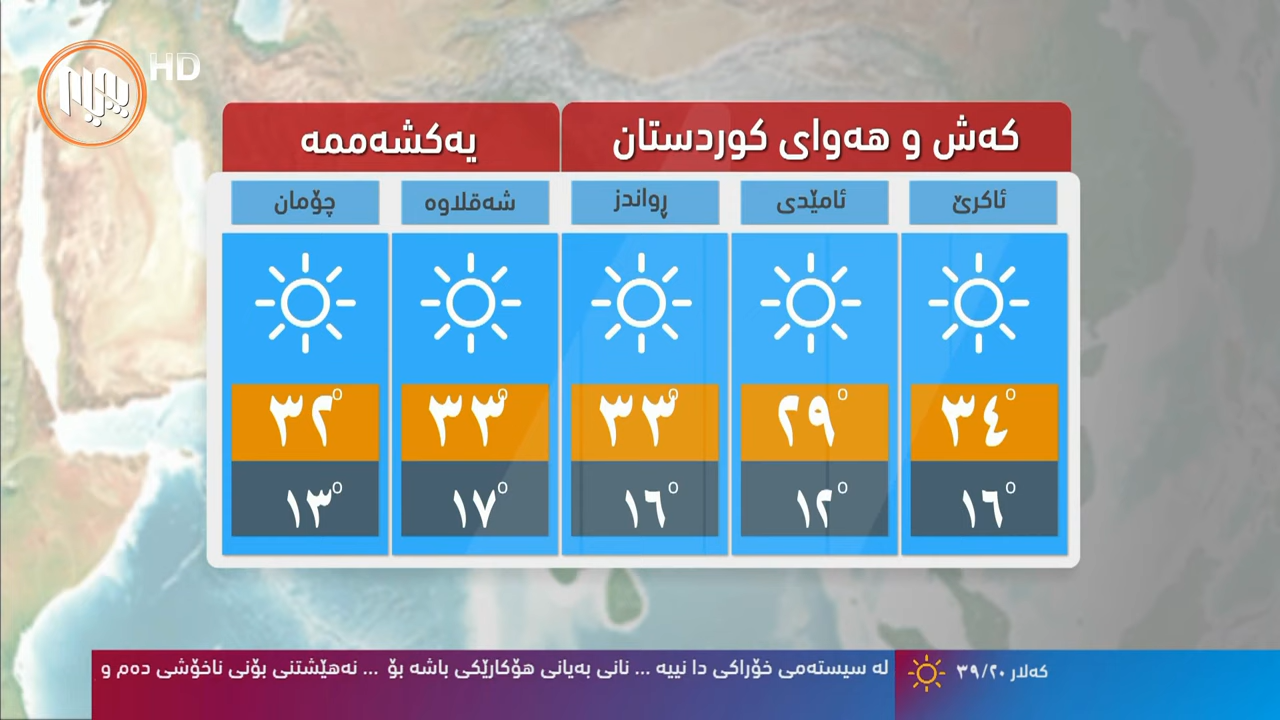 HD
کەش و هەوای کوردستان
یەکشەممە
ئاکرێ ئامێدی ڕواندز شەقلاوە چۆمان
٣٤° ٢٩° ٣٣° ٣٣° ٣٢°
١٦° ١٢° ١٦° ١٧° ١٣°
کەلار ٣٩/٢٠
لە سیستەمی خۆراکی دا نییە ... نانی بەیانی هۆکارێکی باشە بۆ ... نەهێشتنی بۆنی ناخۆشی دەم و